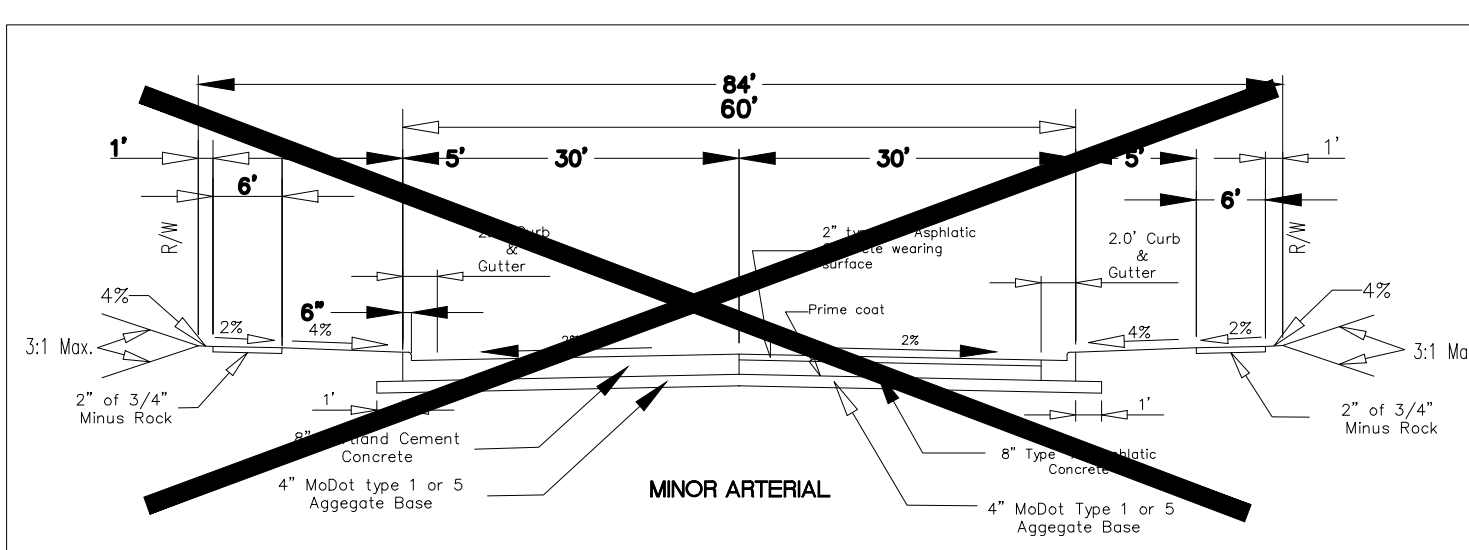 84'
60'
1'
5'
30'
30'
5'
1'
6'
6'
R/W
R/W
2" Asphlatic
wearing
surface
&
Gutter
2.0' Curb
&
Gutter
6"
Prime coat
4%
4%
2%
4%
2%
4%
2%
3:1 Max.
3:1 Ma
2" of 3/4"
Minus Rock
1'
1'
2" of 3/4"
Minus Rock
8" Cement
Concrete
8" Type
Concrete
4" MoDot type 1 or 5
Aggegate Base
MINOR ARTERIAL
4" MoDot Type 1 or 5
Aggegate Base